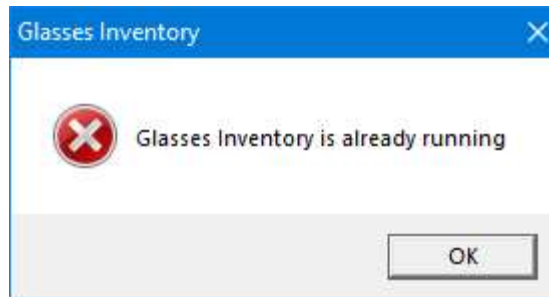 Glasses Inventory
Glasses Inventory is already running
OK